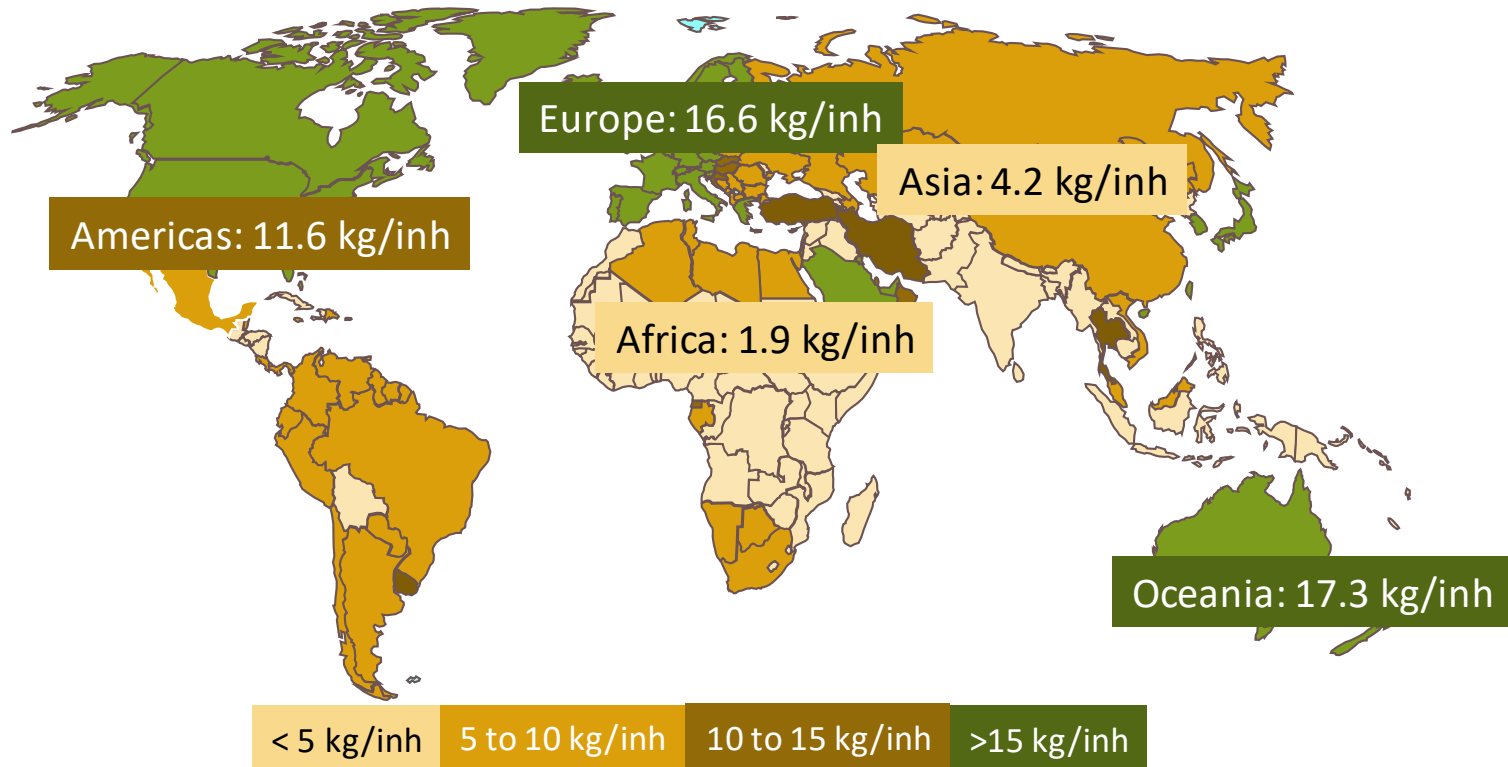 Europe: 16.6 kg/inh
Asia: 4.2 kg/inh
Americas: 11.6 kg/inh
Africa: 1.9 kg/inh
Oceania: 17.3 kg/inh
< 5 kg/inh 5 to 10 kg/inh 10 to 15 kg/inh >15 kg/inh